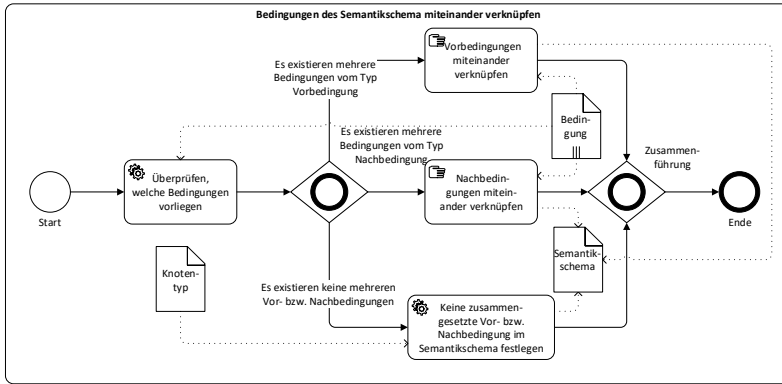 Bedingungen des Semantikschema miteinander verknüpfen
Es existieren mehrere
Bedingungen vom Typ
Vorbedingung
Vorbedingungen
miteinander
verknüpfen
Es existieren mehrere
Bedingungen vom Typ
Nachbedingung
Bedin-
gung
Zusammen-
führung
Start
Überprüfen,
welche Bedingungen
vorliegen
Nachbedin-
gungen mitein-
ander verknüpfen
Ende
Knoten-
typ
Es existieren keine mehreren
Vor- bzw. Nachbedingungen
Semantik-
schema
Keine zusammen-
gesetzte Vor- bzw.
Nachbedingung im
Semantikschema festlegen